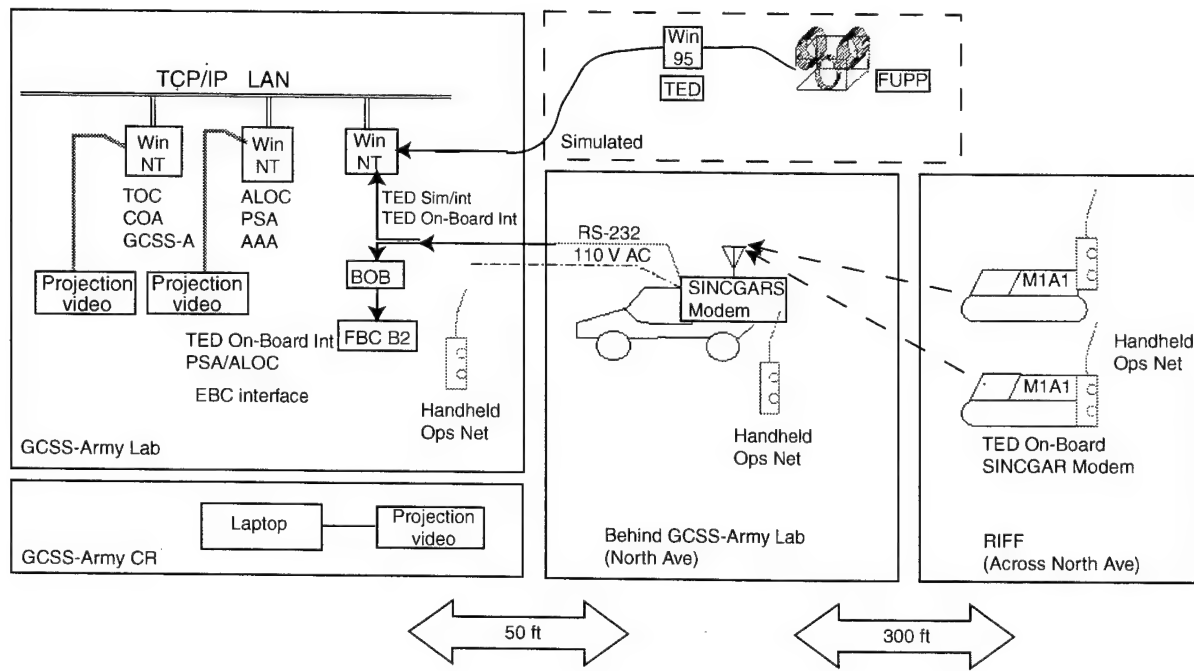 TCP/IP LAN
Win
NT
Win
NT
Win
NT
TOC
COA
GCSS-A
ALOC
PSA
AAA
TED Sim/int
TED On-Board Int
Projection
video
Projection
video
BOB
FBC B2
TED On-Board Int
PSA/ALOC
EBC interface
Handheld
Ops Net
GCSS-Army Lab
Laptop
Projection
video
GCSS-Army CR
Win
95
TED
FUPP
Simulated
RS-232
110 V AC
SINCGARS
Modem
Handheld
Ops Net
Behind GCSS-Army Lab
(North Ave)
M1A1
Handheld
Ops Net
M1A1
TED On-Board
SINCGAR Modem
RIFF
(Across North Ave)
50 ft
300 ft